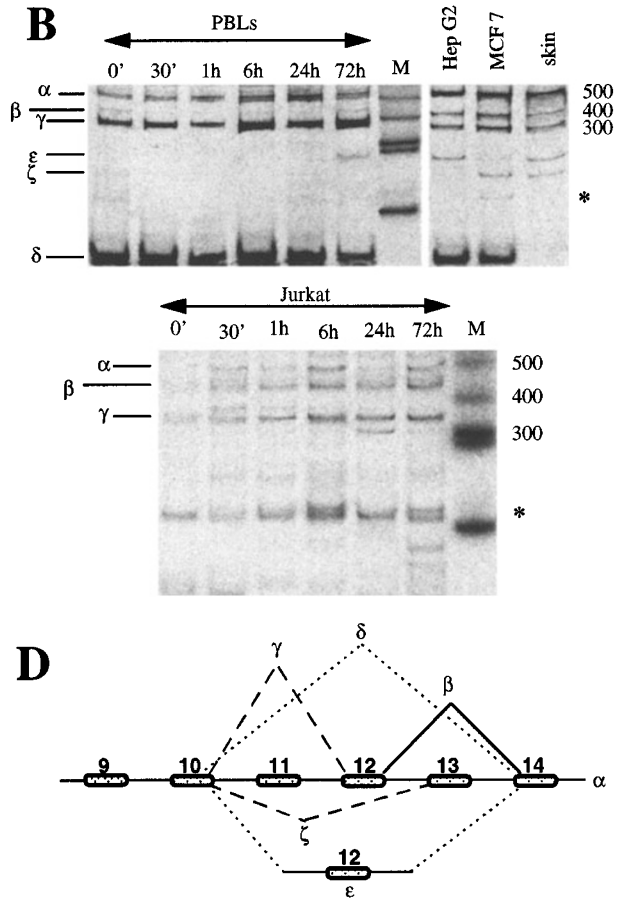 B
PBLs
0' 30' 1h 6h 24h 72h M Hep G2 MCF 7 skin
α
β
γ
ε
ζ
δ
500
400
300
*
Jurkat
0' 30' 1h 6h 24h 72h M
α
β
γ
500
400
300
*
D
δ
γ
β
9 10 11 12 13 14
α
ζ
12
ε